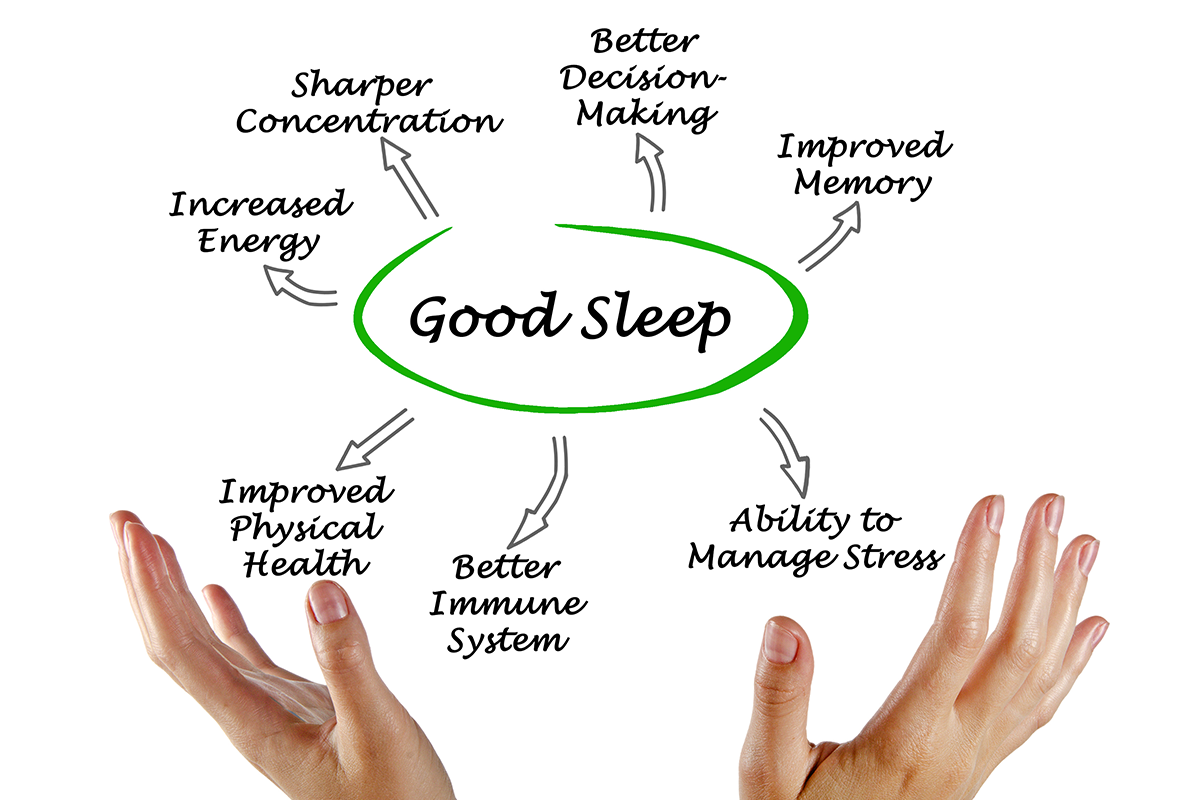 Better
Decision-
Making
Sharper
Concentration
Improved
Memory
Increased
Energy
Good Sleep
Improved
Physical
Health
Better
Immune
System
Ability to
Manage Stress